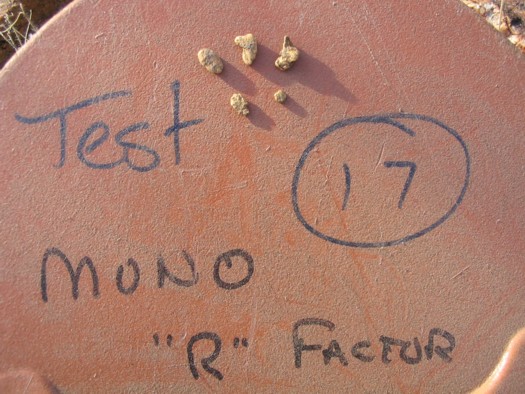 Test
17
MONO
"R" FACTOR